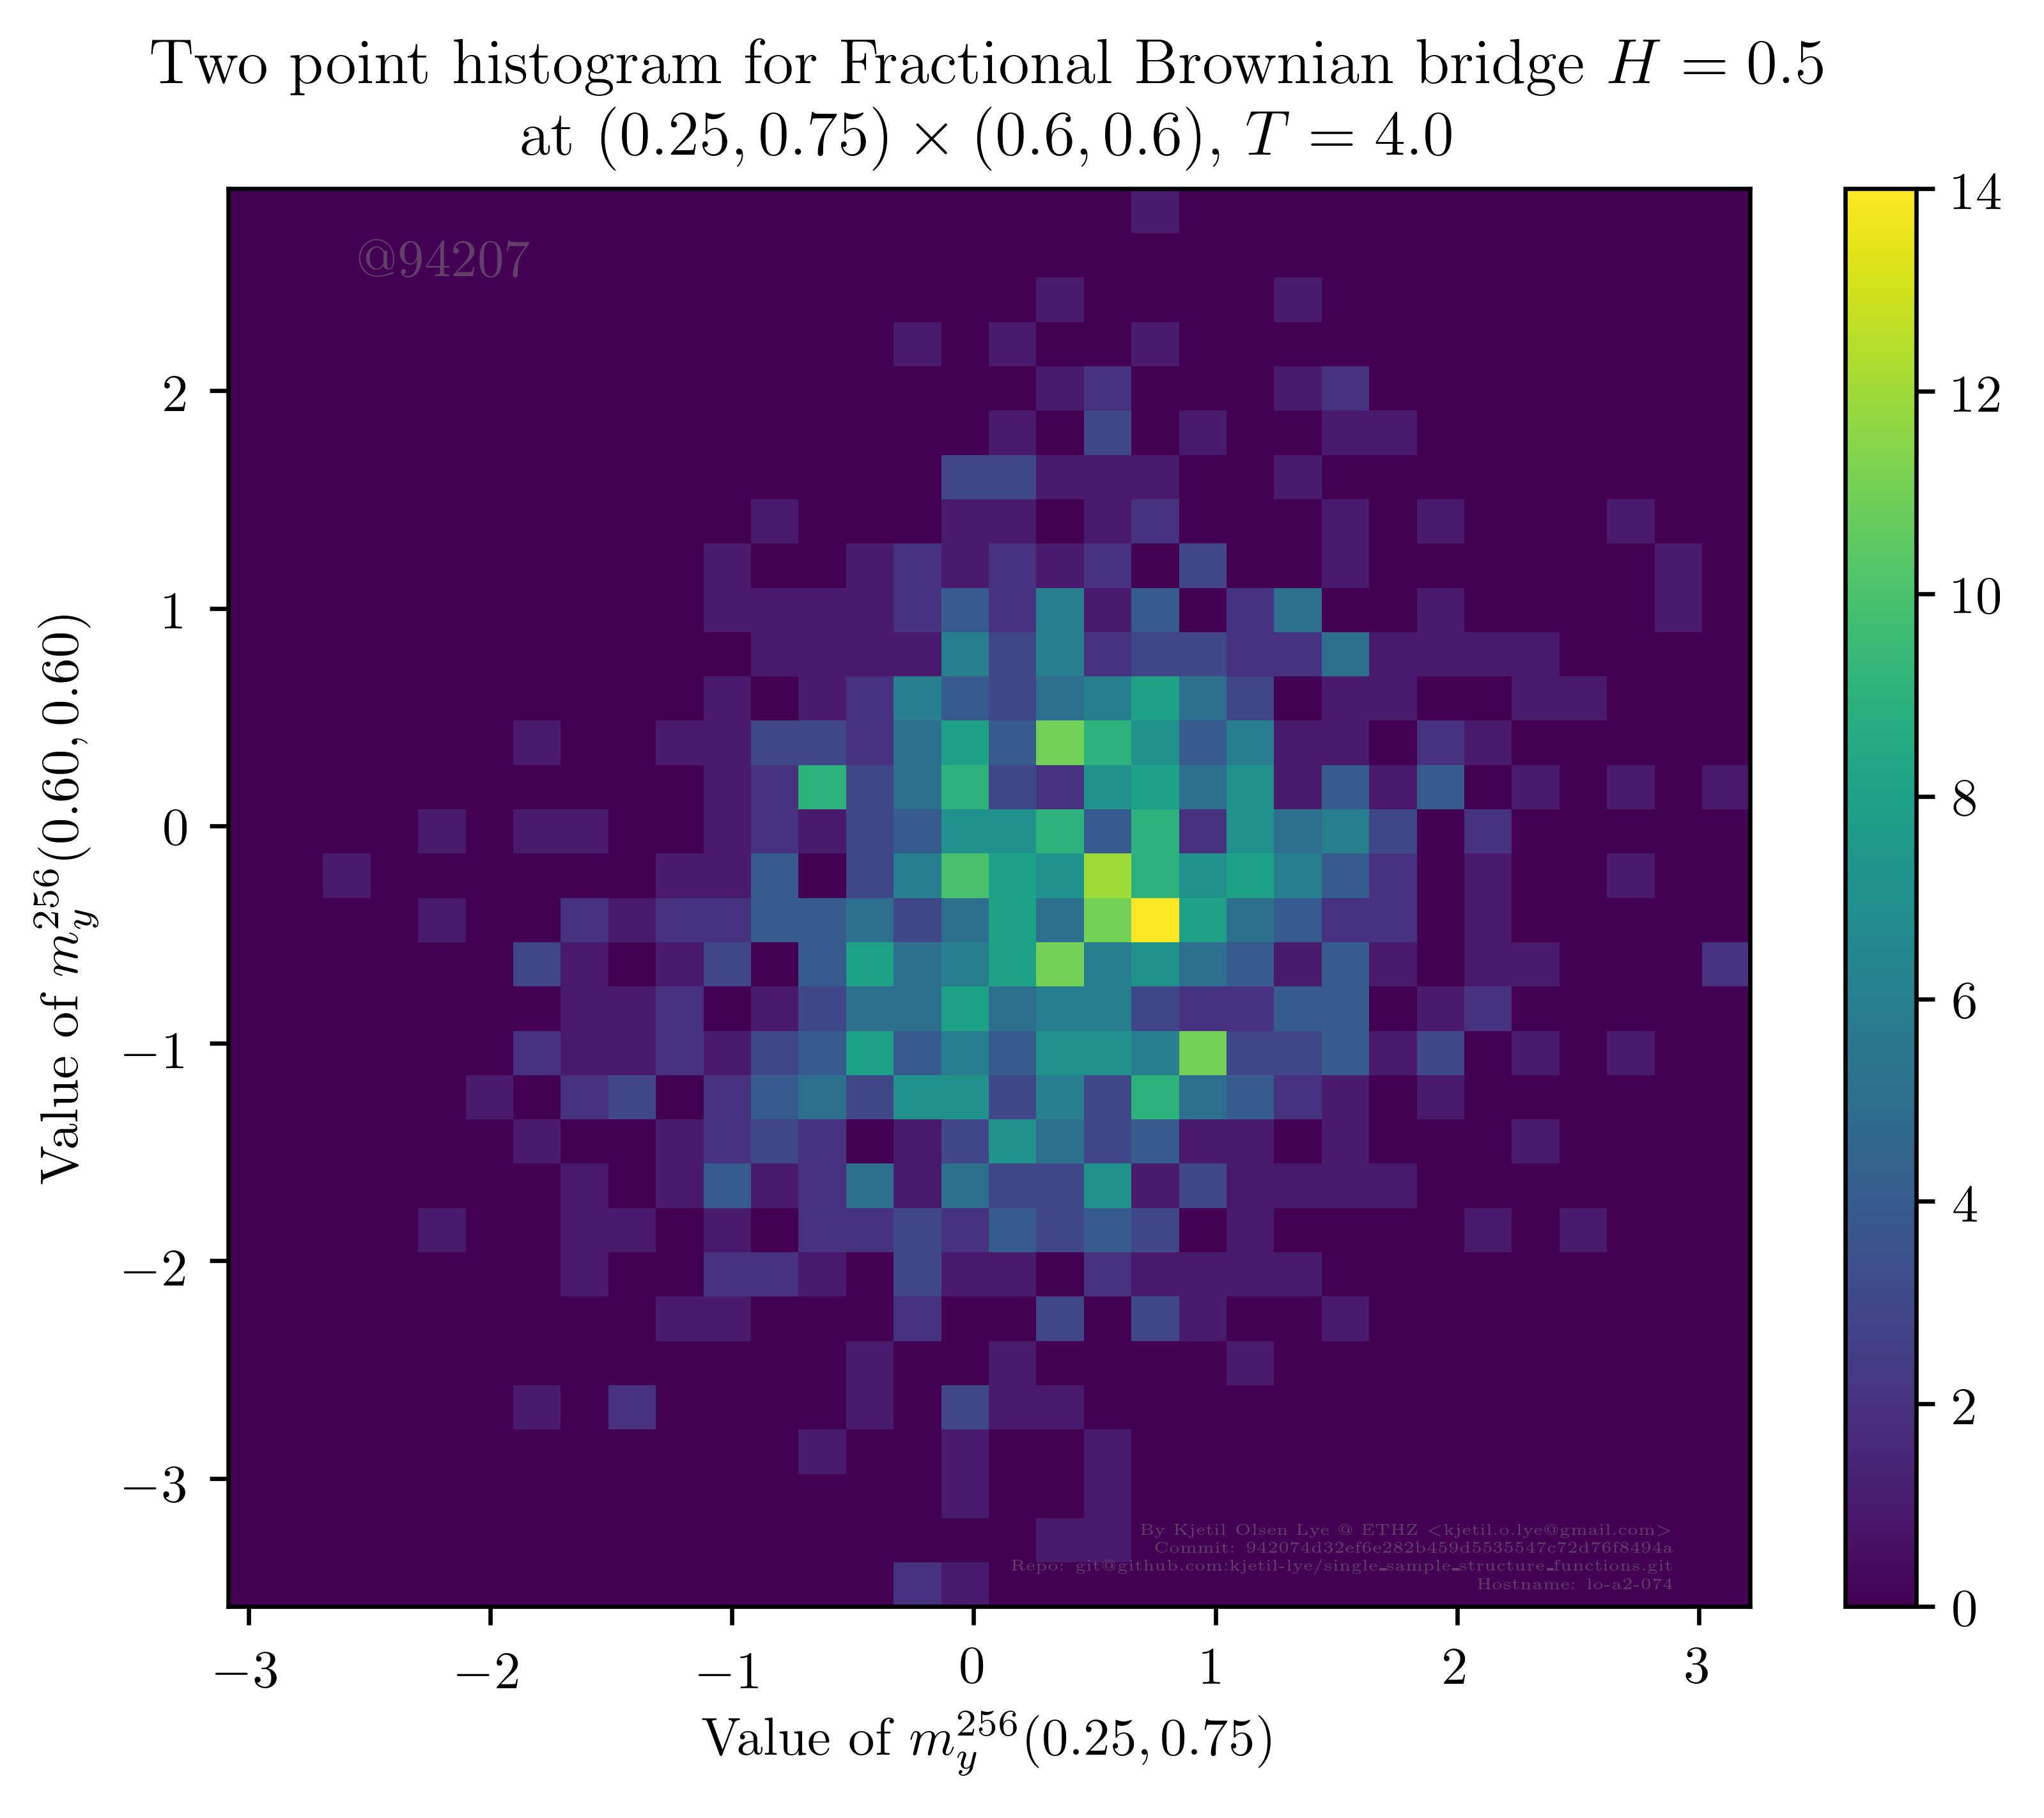 Two point histogram for Fractional Brownian bridge H = 0.5
at (0.25, 0.75) × (0.6, 0.6), T = 4.0
@94207
14
12
10
8
6
4
2
0
2
1
0
−1
−2
−3
Value of m_y^256(0.60, 0.60)
By Kjetil Olsen Lye @ ETHZ <kjetil.o.lye@gmail.com>
Commit: 942074d32ef6e282b459d5535547c72d76f8494a
Repo: git@github.com:kjetil-lye/single_sample_structure_functions.git
Hostname: lo-a2-074
−3 −2 −1 0 1 2 3
Value of m_y^256(0.25, 0.75)